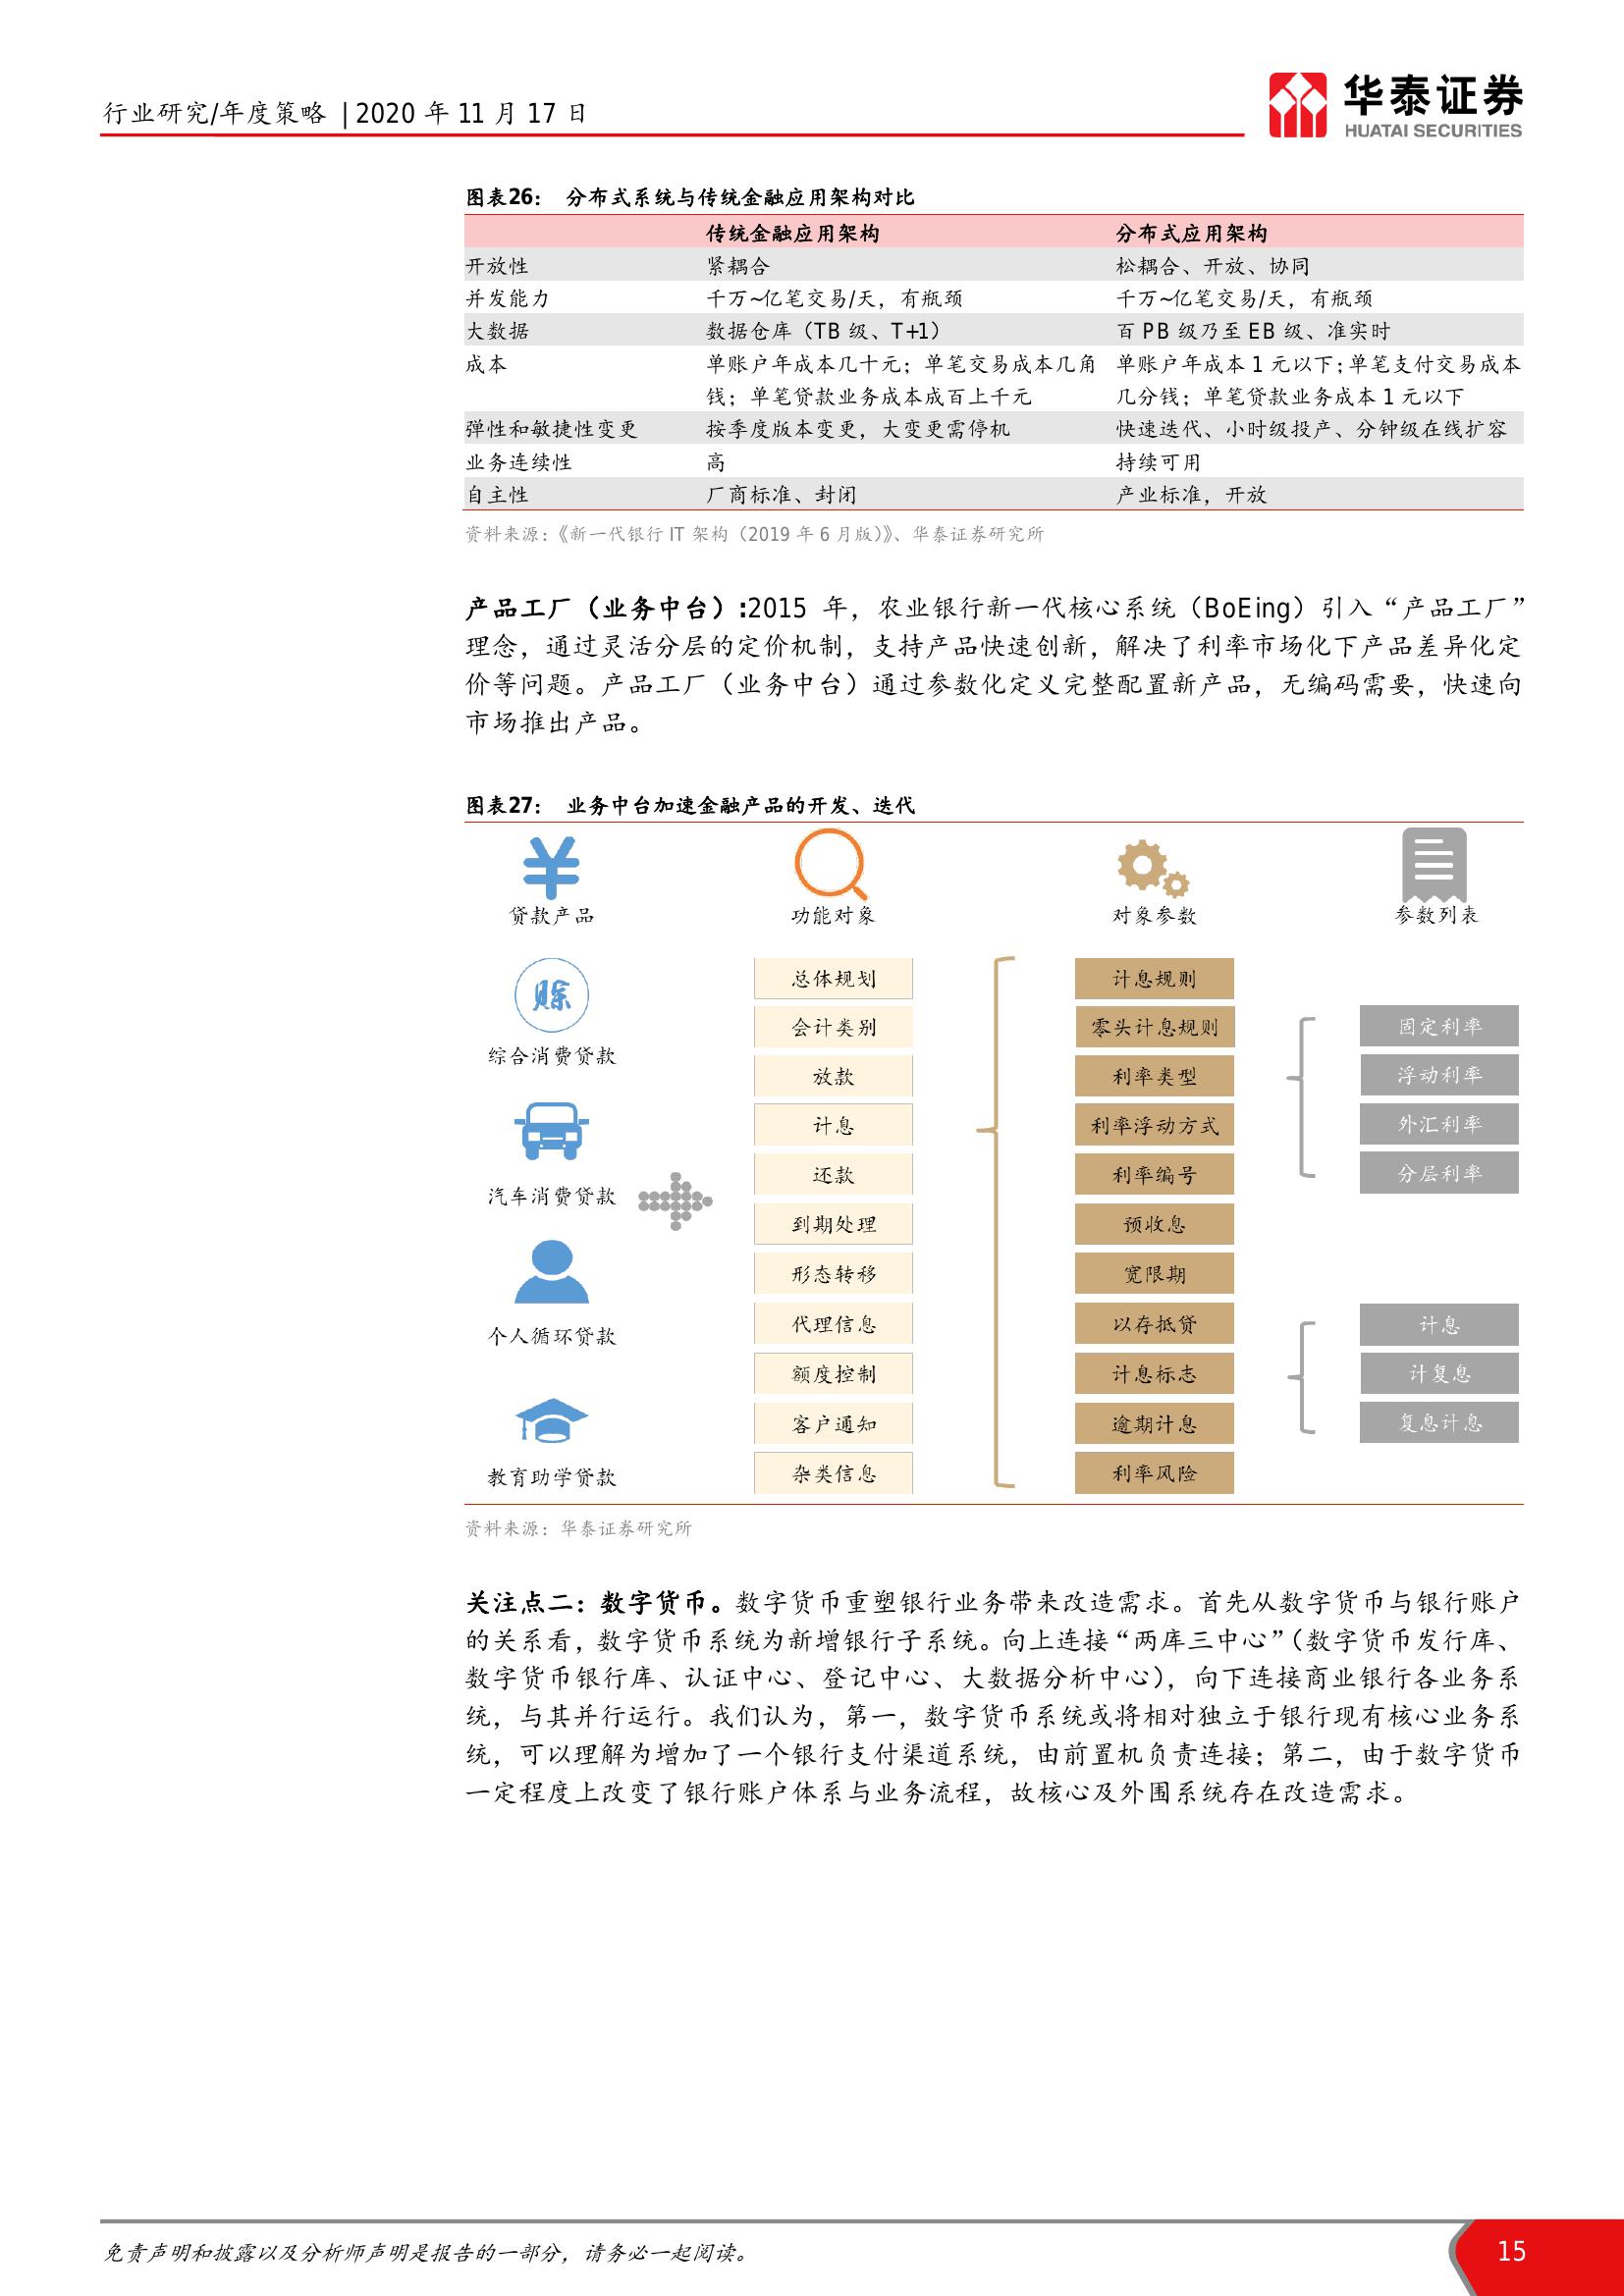 行业研究/年度策略 | 2020 年 11 月 17 日
华泰证券
HUATAI SECURITIES
图表26： 分布式系统与传统金融应用架构对比
传统金融应用架构 分布式应用架构
开放性 紧耦合 松耦合、开放、协同
并发能力 千万~亿笔交易/天，有瓶颈 千万~亿笔交易/天，有瓶颈
大数据 数据仓库（TB 级、T+1） 百 PB 级乃至 EB 级、准实时
成本 单账户年成本几十元；单笔交易成本几角 单账户年成本 1 元以下；单笔支付交易成本
钱；单笔贷款业务成本成百上千元 几分钱；单笔贷款业务成本 1 元以下
弹性和敏捷性变更 按季度版本变更，大变更需停机 快速迭代、小时级投产、分钟级在线扩容
业务连续性 高 持续可用
自主性 厂商标准、封闭 产业标准，开放
资料来源：《新一代银行 IT 架构（2019 年 6 月版）》、华泰证券研究所
产品工厂（业务中台）:2015 年，农业银行新一代核心系统（BoEing）引入“产品工厂”
理念，通过灵活分层的定价机制，支持产品快速创新，解决了利率市场化下产品差异化定
价等问题。产品工厂（业务中台）通过参数化定义完整配置新产品，无编码需要，快速向
市场推出产品。
图表27： 业务中台加速金融产品的开发、迭代
贷款产品 功能对象 对象参数 参数列表
赊
综合消费贷款
汽车消费贷款
个人循环贷款
教育助学贷款
总体规划
会计类别
放款
计息
还款
到期处理
形态转移
代理信息
额度控制
客户通知
杂类信息
计息规则
零头计息规则
利率类型
利率浮动方式
利率编号
预收息
宽限期
以存抵贷
计息标志
逾期计息
利率风险
固定利率
浮动利率
外汇利率
分层利率
计息
计复息
复息计息
资料来源：华泰证券研究所
关注点二：数字货币。数字货币重塑银行业务带来改造需求。首先从数字货币与银行账户
的关系看，数字货币系统为新增银行子系统。向上连接“两库三中心”（数字货币发行库、
数字货币银行库、认证中心、登记中心、大数据分析中心），向下连接商业银行各业务系
统，与其并行运行。我们认为，第一，数字货币系统或将相对独立于银行现有核心业务系
统，可以理解为增加了一个银行支付渠道系统，由前置机负责连接；第二，由于数字货币
一定程度上改变了银行账户体系与业务流程，故核心及外围系统存在改造需求。
免责声明和披露以及分析师声明是报告的一部分，请务必一起阅读。
15